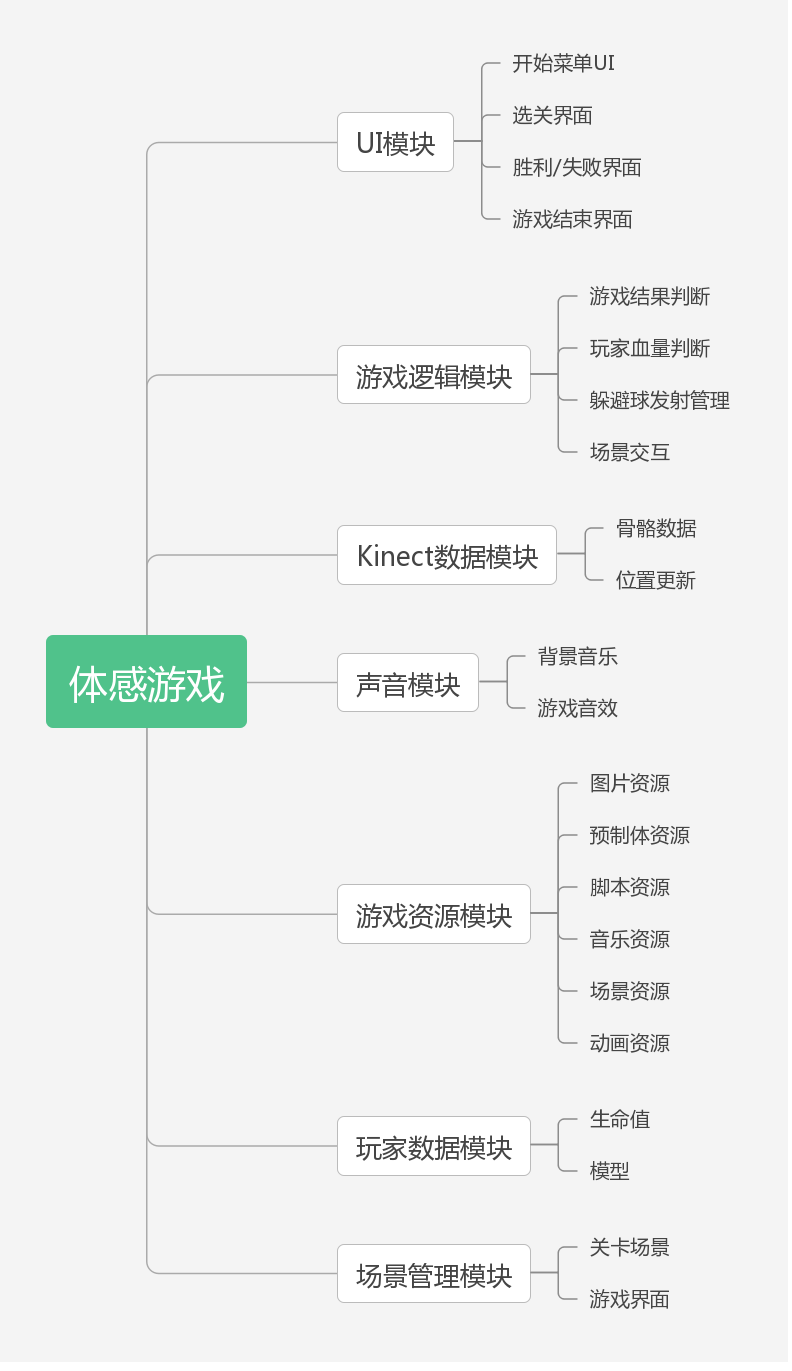 体感游戏
UI模块
开始菜单UI
选关界面
胜利/失败界面
游戏结束界面
游戏逻辑模块
游戏结果判断
玩家血量判断
躲避球发射管理
场景交互
Kinect数据模块
骨骼数据
位置更新
声音模块
背景音乐
游戏音效
游戏资源模块
图片资源
预制体资源
脚本资源
音乐资源
场景资源
动画资源
玩家数据模块
生命值
模型
场景管理模块
关卡场景
游戏界面